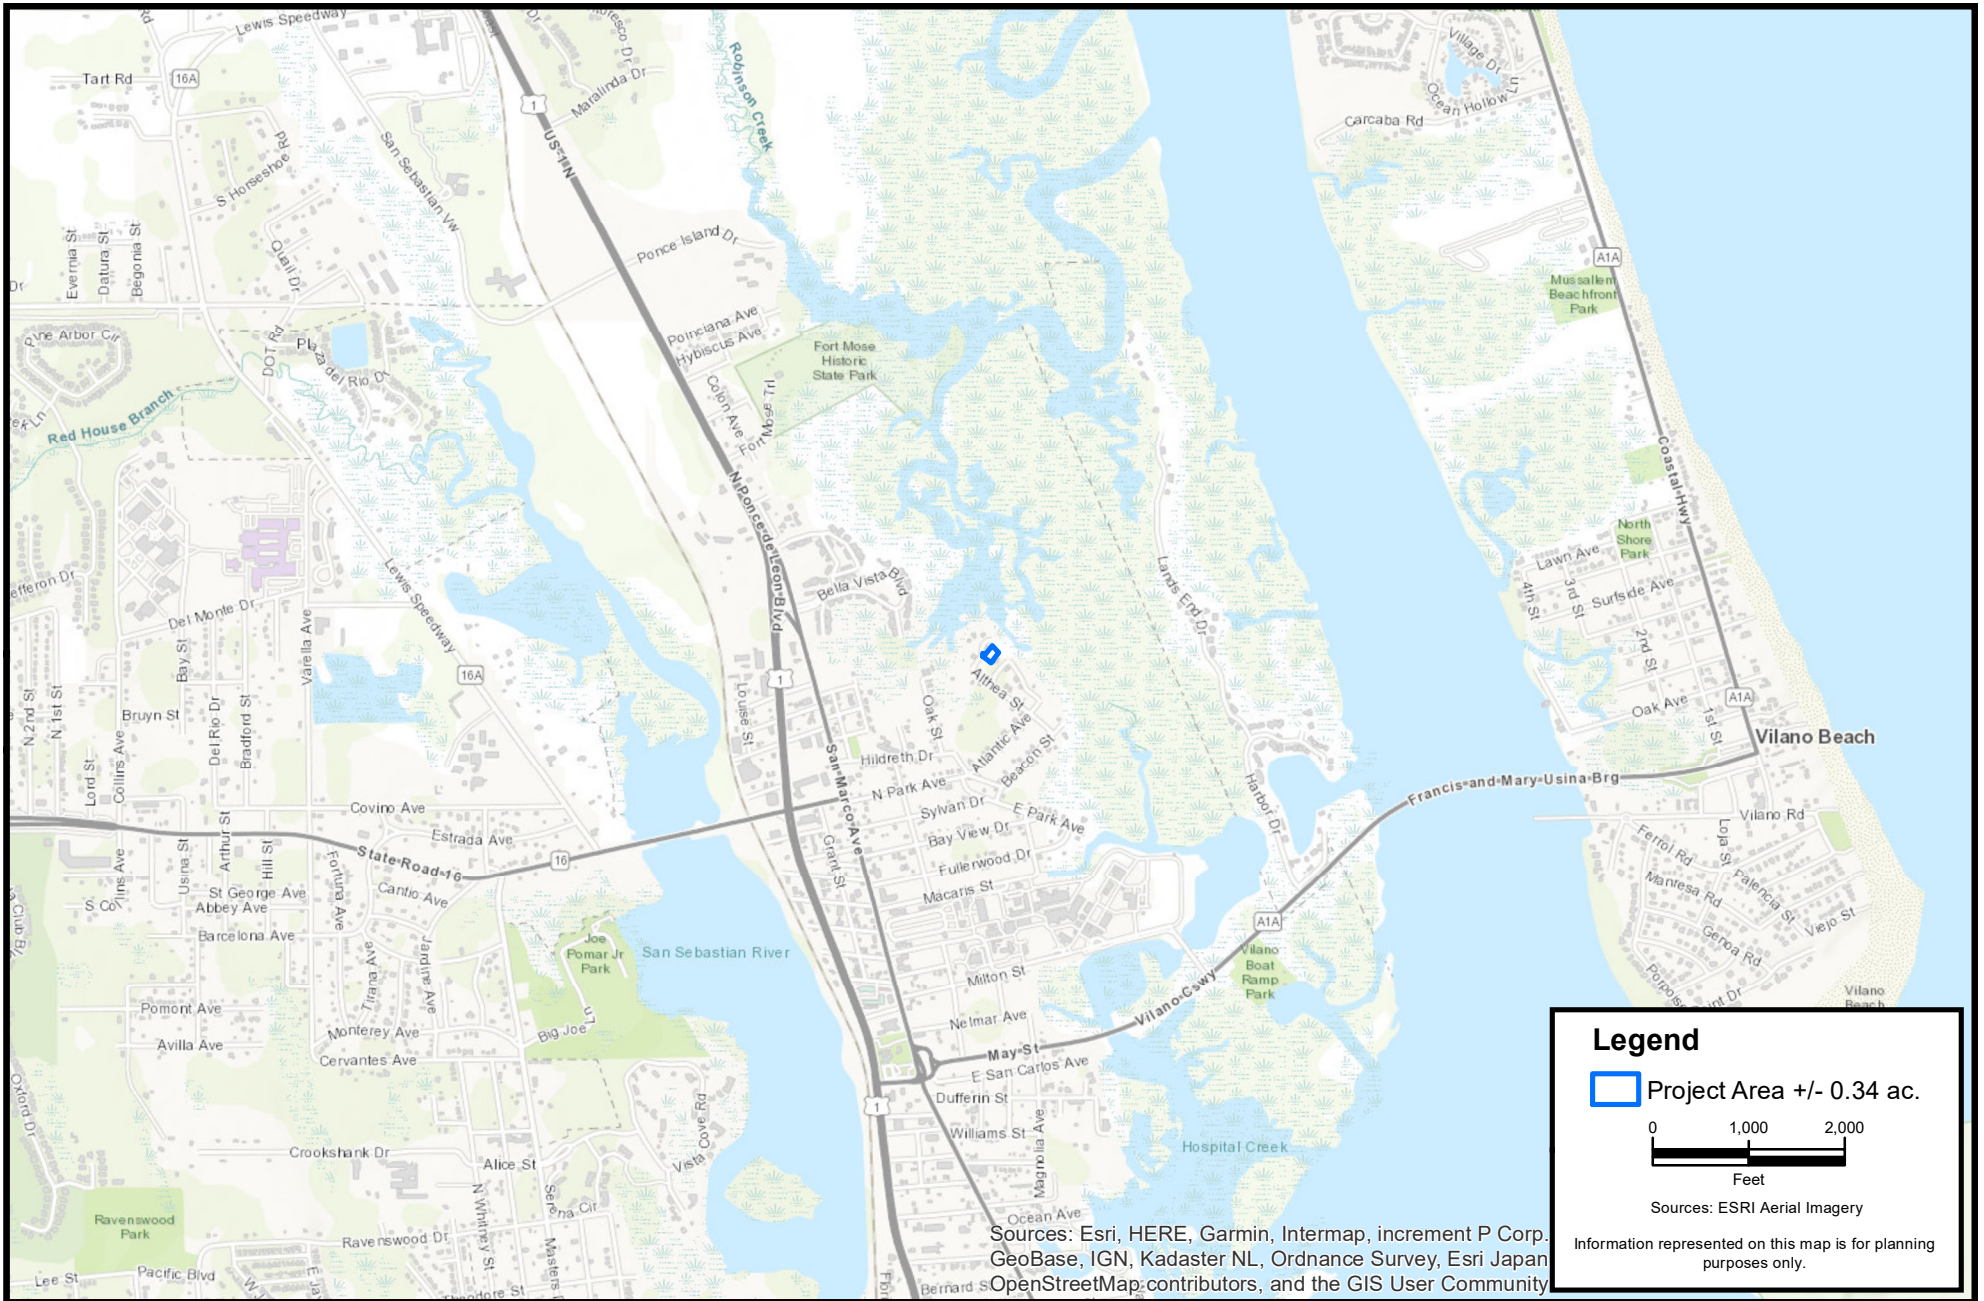 Lewis Speedway
Tart Rd
16A
Maralinda Dr
Robinson Creek
Village Dr
Ocean Hollow Ln
Carcaba Rd
1
US-1 N
San Sebastian Vw
S Horseshoe Rd
Quail Dr
Evernia St
Datura St
Begonia St
Dr
Ponce Island Dr
A1A
Mussallem
Beachfront
Park
Pine Arbor Cir
DOT Rd
Plaza del Rio Dr
Poinciana Ave
Hybiscus Ave
Fort Mose
Historic
State Park
Colon Ave
Fort Mose Trl
Red House Branch
N Ponce de Leon Blvd
Coastal Hwy
North
Shore
Park
Lawn Ave
3rd St
4th St
Surfside Ave
2nd St
Bella Vista Blvd
Lands End Dr
efferson Dr
Del Monte Dr
Lewis Speedway
Varella Ave
Bay St
16A
1
Althea St
A1A
Oak Ave
1st St
N 2nd St
N 1st St
Bruyn St
Del Rio Dr
Bradford St
Louise St
Oak St
Atlantic Ave
Beacon St
Vilano Beach
Hildreth Dr
San Marco Ave
Lord St
Collins Ave
N Park Ave
Harbor Dr
Francis and Mary Usina Brg
Covino Ave
Sylvan Dr
E Park Ave
Vilano Rd
Estrada Ave
Arthur St
Usina St
Hill St
State Road 16
16
Bay View Dr
Grant St
Fullerwood Dr
Ferrol Rd
Loja St
Manresa Rd
Palencia St
Viejo St
Genoa Rd
St George Ave
Abbey Ave
Fortuna Ave
Cantio Ave
Macaris St
Barcelona Ave
A1A
Tirana Ave
Jardine Ave
Joe
Pomar Jr
Park
San Sebastian River
Vilano
Boat
Ramp
Park
Milton St
Vilano Cswy
Vilano
Beach
Pomont Ave
Monterey Ave
Big Joe Ln
Nelmar Ave
Avilla Ave
Cervantes Ave
May St
E San Carlos Ave
Oxford Dr
1
Dufferin St
Williams St
Magnolia Ave
Vista Cove Rd
Hospital Creek
Crookshank Dr
Alice St
N Whitney St
Serena Cir
Masters
Ravenswood
Park
Ravenswood Dr
Ocean Ave
Lee St
Pacific Blvd
Theodore St
Bernard St
Legend
Project Area +/- 0.34 ac.
0 1,000 2,000
Feet
Sources: ESRI Aerial Imagery
Information represented on this map is for planning
purposes only.
Sources: Esri, HERE, Garmin, Intermap, increment P Corp.
GeoBase, IGN, Kadaster NL, Ordnance Survey, Esri Japan
OpenStreetMap contributors, and the GIS User Community